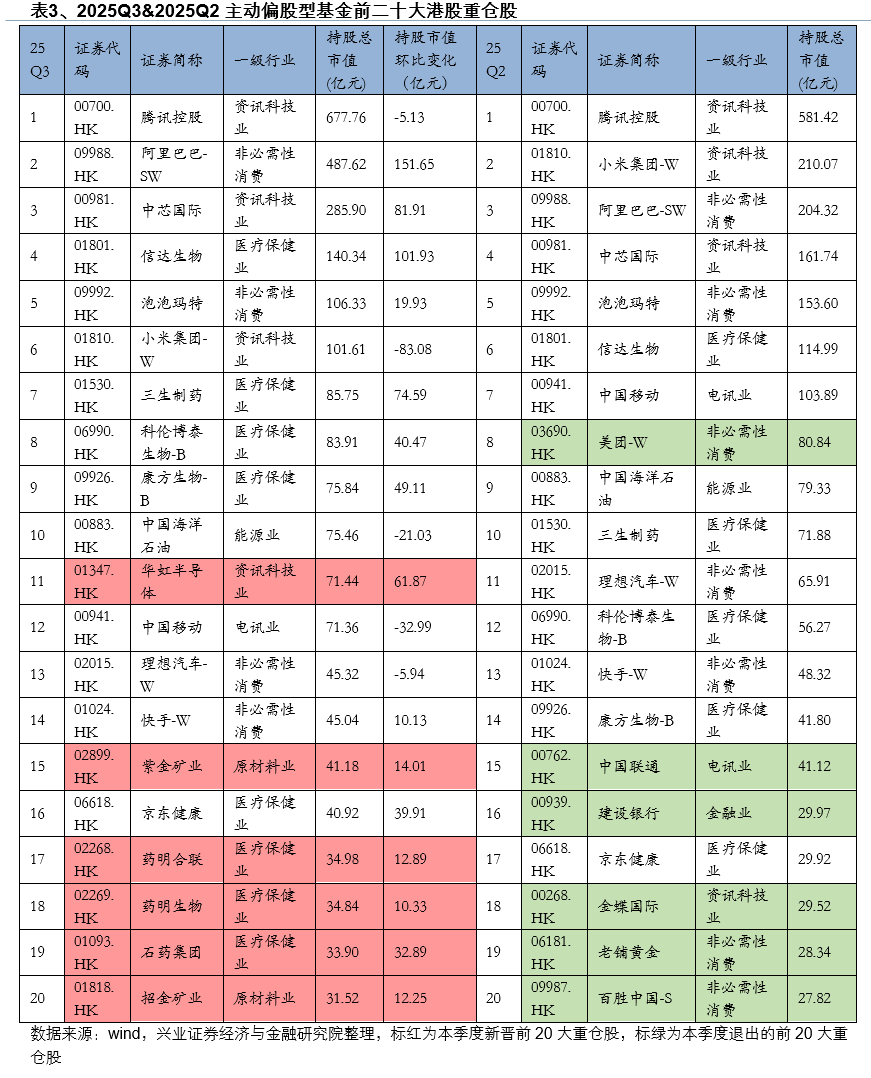 表3、2025Q3&2025Q2 主动偏股型基金前二十大港股重仓股
25 Q3 证券代码 证券简称 一级行业 持股总市值(亿元) 持股市值环比变化(亿元) 25 Q2 证券代码 证券简称 一级行业 持股总市值(亿元)
1 00700.HK 腾讯控股 资讯科技业 677.76 -5.13 1 00700.HK 腾讯控股 资讯科技业 581.42
2 09988.HK 阿里巴巴-SW 非必需性消费 487.62 151.65 2 01810.HK 小米集团-W 资讯科技业 210.07
3 00981.HK 中芯国际 资讯科技业 285.90 81.91 3 09988.HK 阿里巴巴-SW 非必需性消费 204.32
4 01801.HK 信达生物 医疗保健业 140.34 101.93 4 00981.HK 中芯国际 资讯科技业 161.74
5 09992.HK 泡泡玛特 非必需性消费 106.33 19.93 5 09992.HK 泡泡玛特 非必需性消费 153.60
6 01810.HK 小米集团-W 资讯科技业 101.61 -83.08 6 01801.HK 信达生物 医疗保健业 114.99
7 01530.HK 三生制药 医疗保健业 85.75 74.59 7 00941.HK 中国移动 电讯业 103.89
8 06990.HK 科伦博泰生物-B 医疗保健业 83.91 40.47 8 03690.HK 美团-W 非必需性消费 80.84
9 09926.HK 康方生物-B 医疗保健业 75.84 49.11 9 00883.HK 中国海洋石油 能源业 79.33
10 00883.HK 中国海洋石油 能源业 75.46 -21.03 10 01530.HK 三生制药 医疗保健业 71.88
11 01347.HK 华虹半导体 资讯科技业 71.44 61.87 11 02015.HK 理想汽车-W 非必需性消费 65.91
12 00941.HK 中国移动 电讯业 71.36 -32.99 12 06990.HK 科伦博泰生物-B 医疗保健业 56.27
13 02015.HK 理想汽车-W 非必需性消费 45.32 -5.94 13 01024.HK 快手-W 非必需性消费 48.32
14 01024.HK 快手-W 非必需性消费 45.04 10.13 14 09926.HK 康方生物-B 医疗保健业 41.80
15 02899.HK 紫金矿业 原材料业 41.18 14.01 15 00762.HK 中国联通 电讯业 41.12
16 06618.HK 京东健康 医疗保健业 40.92 39.91 16 00939.HK 建设银行 金融业 29.97
17 02268.HK 药明合联 医疗保健业 34.98 12.89 17 06618.HK 京东健康 医疗保健业 29.92
18 02269.HK 药明生物 医疗保健业 34.84 10.33 18 00268.HK 金蝶国际 资讯科技业 29.52
19 01093.HK 石药集团 医疗保健业 33.90 32.89 19 06181.HK 老铺黄金 非必需性消费 28.34
20 01818.HK 招金矿业 原材料业 31.52 12.25 20 09987.HK 百胜中国-S 非必需性消费 27.82
数据来源：wind，兴业证券经济与金融研究院整理，标红为本季度新晋前 20 大重仓股，标绿为本季度退出的前 20 大重
仓股